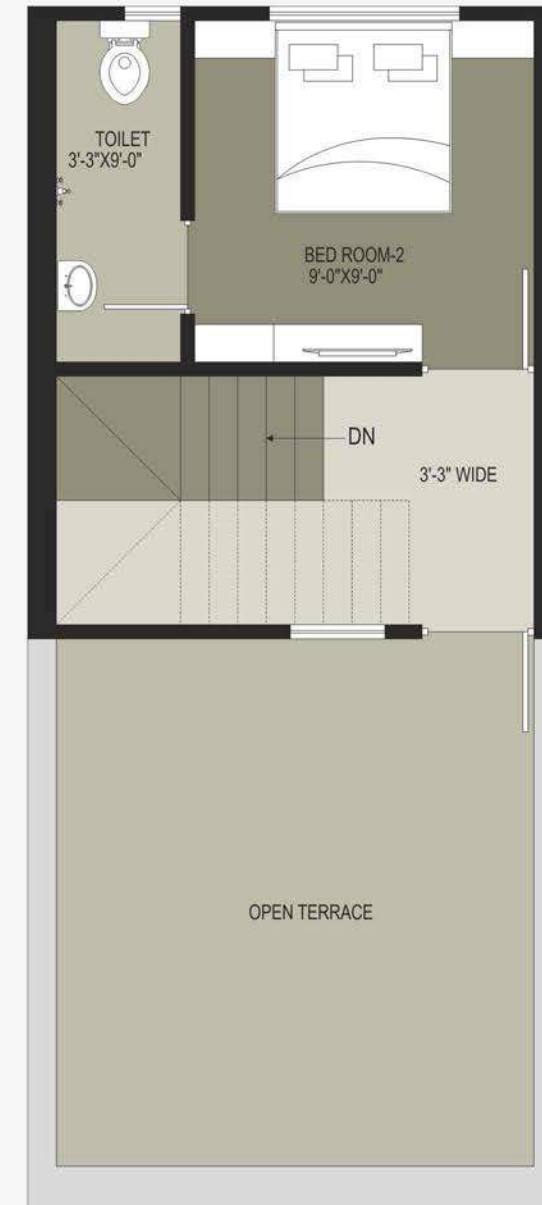 TOILET
3'-3"X9'-0"
BED ROOM-2
9'-0"X9'-0"
DN
3'-3" WIDE
OPEN TERRACE